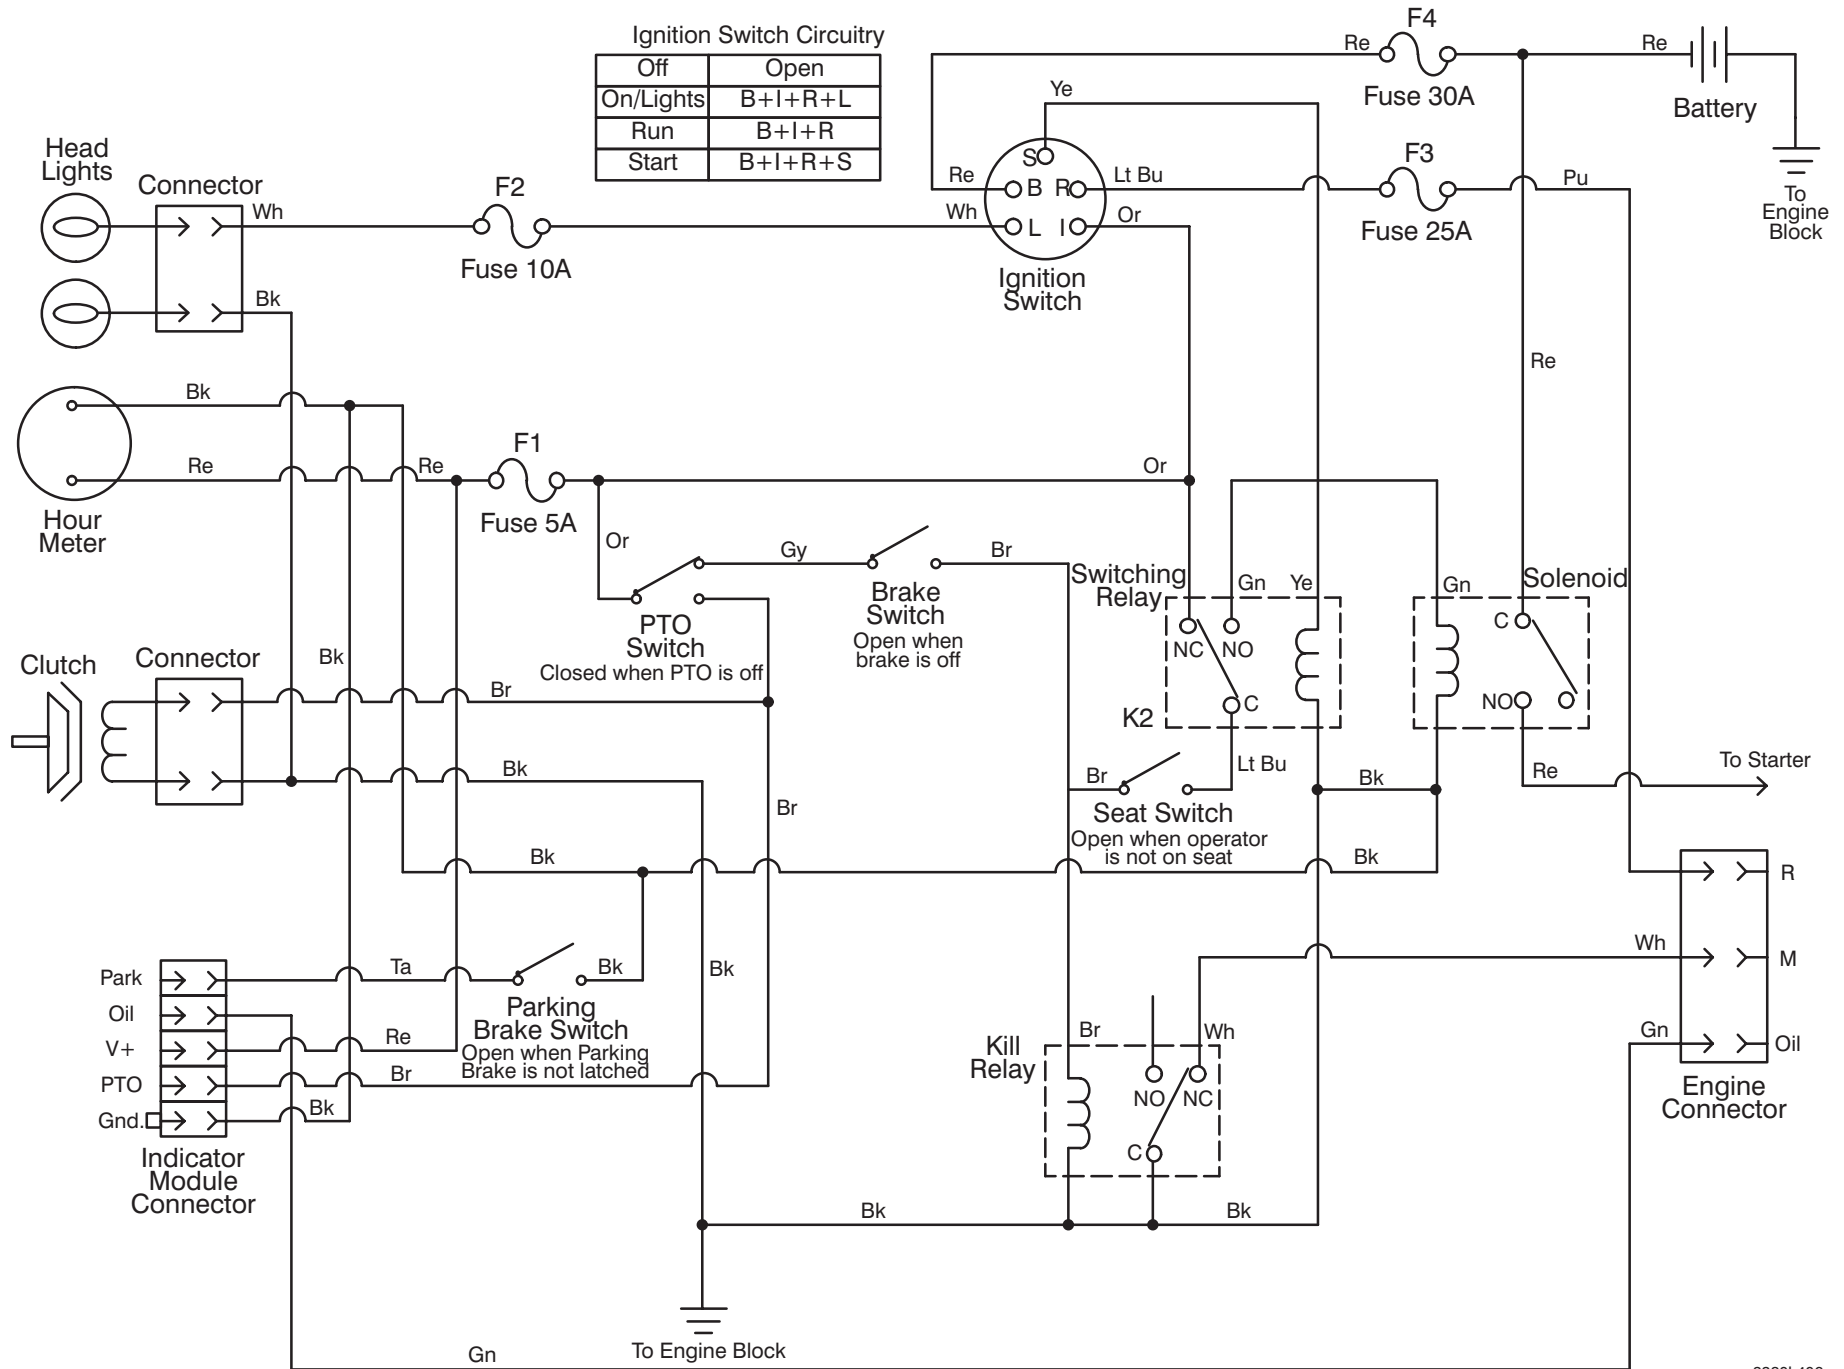 Ignition Switch Circuitry
Off Open
On/Lights B+I+R+L
Run B+I+R
Start B+I+R+S
F4
Re
Re
Fuse 30A
Battery
To
Engine
Block
Ye
S
Re
B
R
Lt Bu
F3
Pu
Fuse 25A
Wh
L
I
Or
Ignition
Switch
Head
Lights
Connector
Wh
F2
Fuse 10A
Bk
Re
Bk
Re
Re
Hour
Meter
F1
Fuse 5A
Or
Or
Gy
Br
PTO
Switch
Closed when PTO is off
Brake
Switch
Open when
brake is off
Switching
Relay
Gn
Ye
NC
NO
C
K2
Gn
Solenoid
C
NO
Clutch
Connector
Bk
Br
Bk
Br
Br
Lt Bu
Seat Switch
Open when operator
is not on seat
Bk
Re
To Starter
Bk
Bk
R
M
Oil
Wh
Gn
Engine
Connector
Park
Oil
V+
PTO
Gnd.
Ta
Bk
Bk
Parking
Brake Switch
Open when Parking
Brake is not latched
Re
Br
Bk
Indicator
Module
Connector
Kill
Relay
Br
Wh
NO
NC
C
Bk
Bk
To Engine Block
Gn